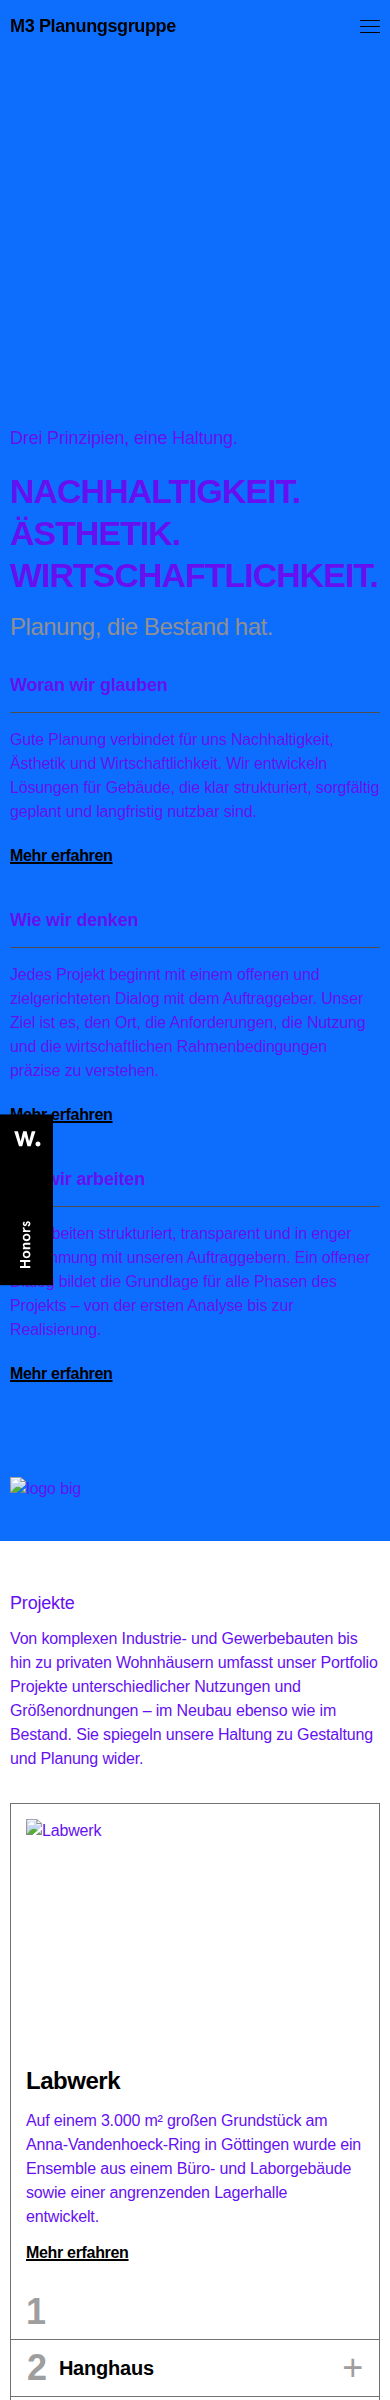 M3 Planungsgruppe
Drei Prinzipien, eine Haltung.
NACHHALTIGKEIT.
ÄSTHETIK.
WIRTSCHAFTLICHKEIT.
Planung, die Bestand hat.
Woran wir glauben
Gute Planung verbindet für uns Nachhaltigkeit,
Ästhetik und Wirtschaftlichkeit. Wir entwickeln
Lösungen für Gebäude, die klar strukturiert, sorgfältig
geplant und langfristig nutzbar sind.
Mehr erfahren
Wie wir denken
Jedes Projekt beginnt mit einem offenen und
zielgerichteten Dialog mit dem Auftraggeber. Unser
Ziel ist es, den Ort, die Anforderungen, die Nutzung
und die wirtschaftlichen Rahmenbedingungen
präzise zu verstehen.
Mehr erfahren
W.
Honors
wir arbeiten
strukturiert, transparent und in enger
mit unseren Auftraggebern. Ein offener
bildet die Grundlage für alle Phasen des
Projekts – von der ersten Analyse bis zur
Realisierung.
Mehr erfahren
logo big
Projekte
Von komplexen Industrie- und Gewerbebauten bis
hin zu privaten Wohnhäusern umfasst unser Portfolio
Projekte unterschiedlicher Nutzungen und
Größenordnungen – im Neubau ebenso wie im
Bestand. Sie spiegeln unsere Haltung zu Gestaltung
und Planung wider.
Labwerk
Labwerk
Auf einem 3.000 m² großen Grundstück am
Anna-Vandenhoeck-Ring in Göttingen wurde ein
Ensemble aus einem Büro- und Laborgebäude
sowie einer angrenzenden Lagerhalle
entwickelt.
Mehr erfahren
1
2 Hanghaus +